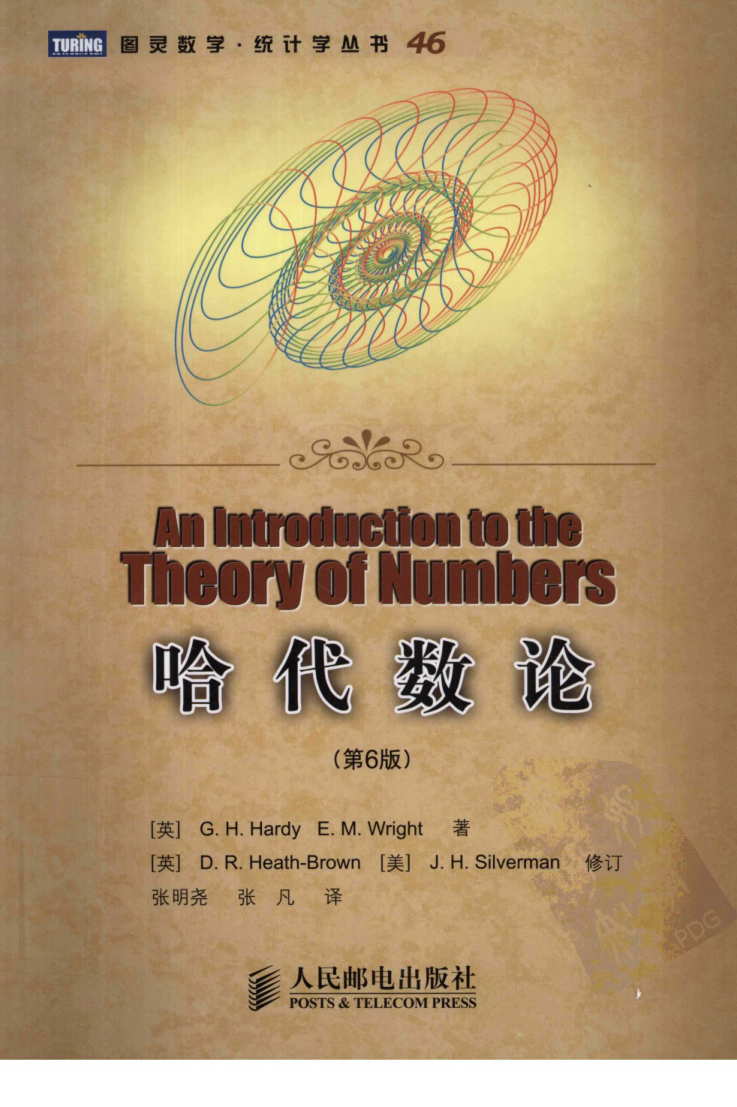 TURING 图灵数学·统计学丛书 46
An Introduction to the
Theory of Numbers
哈代数论
（第6版）
[英] G. H. Hardy E. M. Wright 著
[英] D. R. Heath-Brown [美] J. H. Silverman 修订
张明尧 张 凡 译
PDG
人民邮电出版社
POSTS & TELECOM PRESS